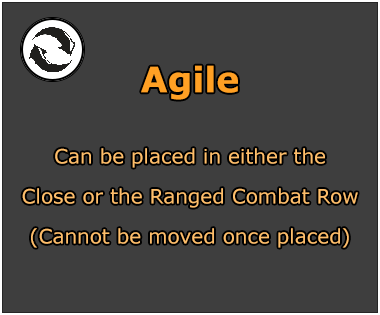 Agile
Can be placed in either the
Close or the Ranged Combat Row
(Cannot be moved once placed)